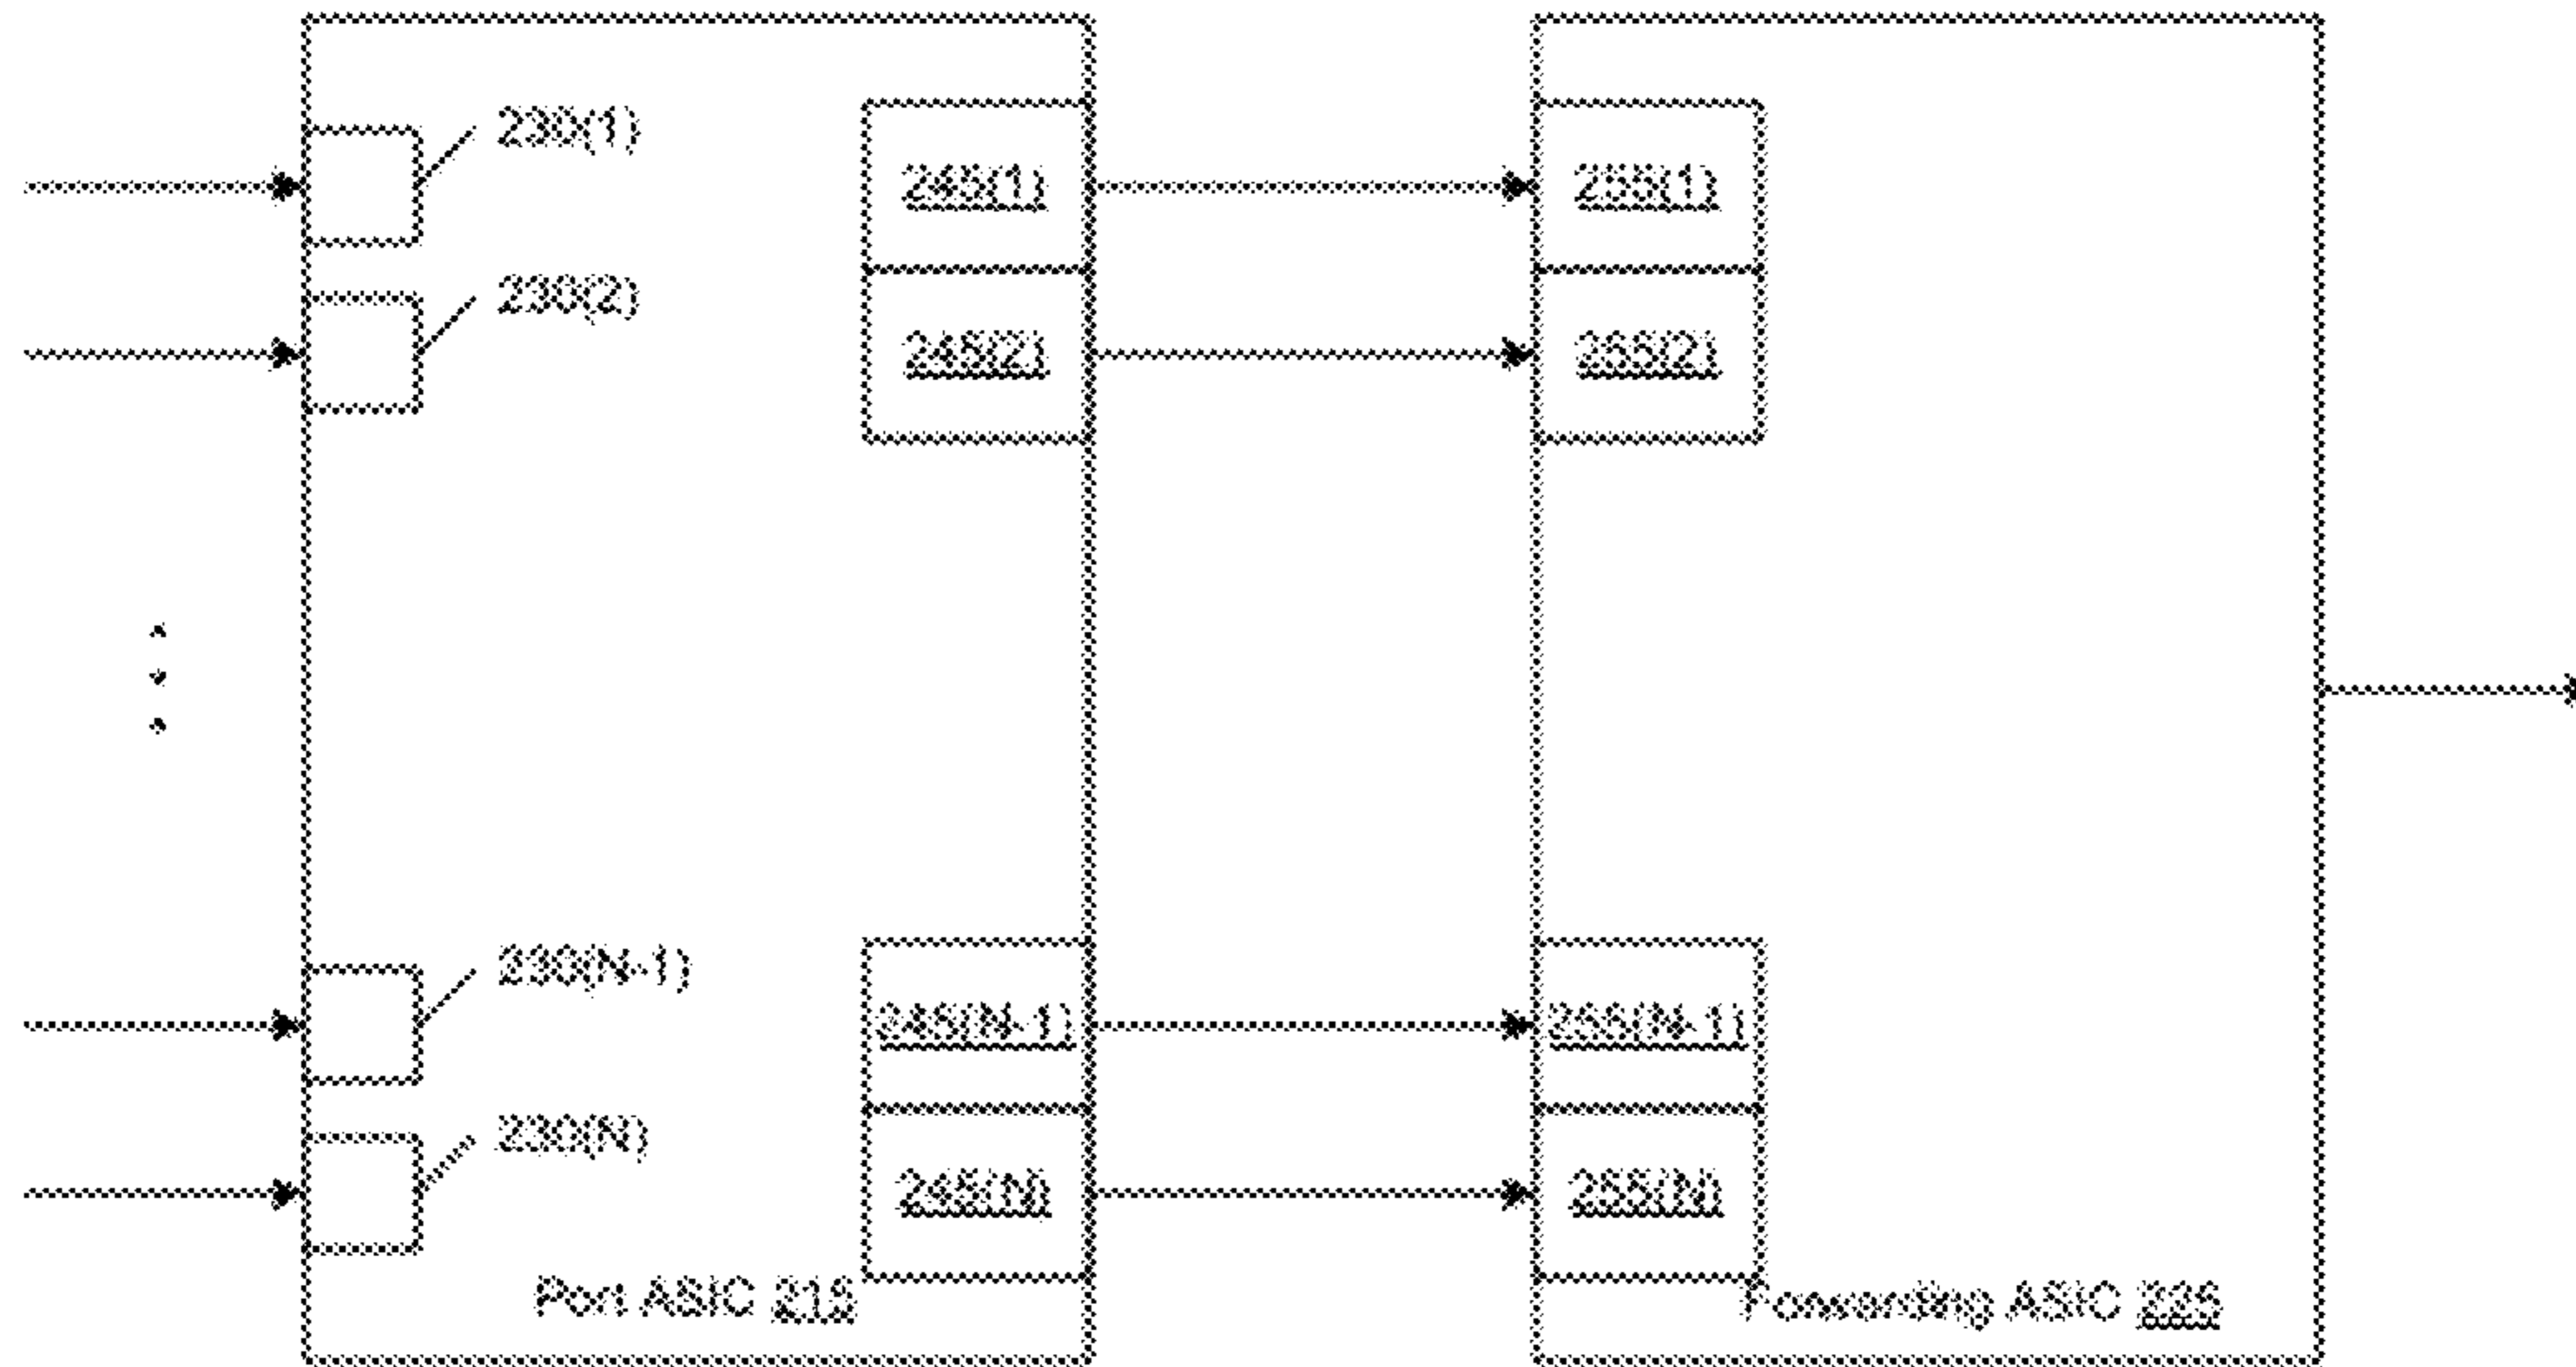 230(1)
245(1)
255(1)
230(2)
245(2)
255(2)
230(N-1)
245(N-1)
255(N-1)
230(N)
245(N)
255(N)
Port ASIC 215
Forwarding ASIC 225